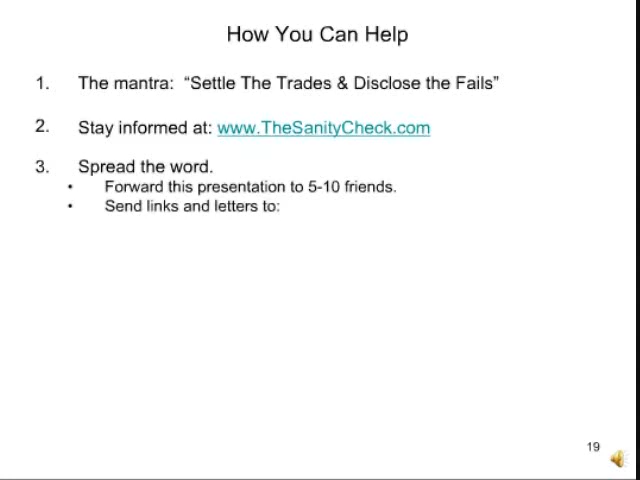 How You Can Help
1. The mantra: “Settle The Trades & Disclose the Fails”
2. Stay informed at: www.TheSanityCheck.com
3. Spread the word.
• Forward this presentation to 5-10 friends.
• Send links and letters to:
19